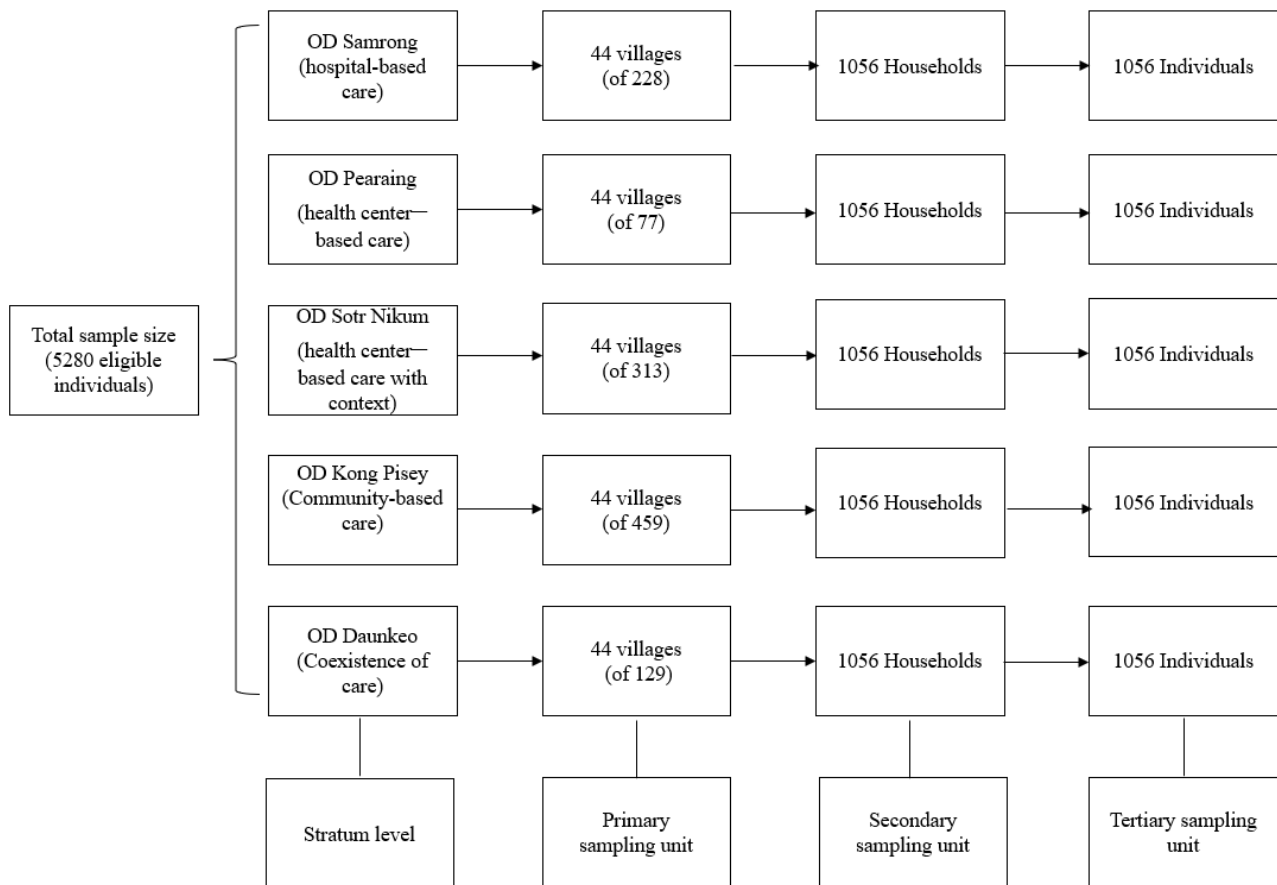 OD Samrong
(hospital-based
care)
44 villages
(of 228)
1056 Households
1056 Individuals
OD Pearaing
(health center—
based care)
44 villages
(of 77)
1056 Households
1056 Individuals
Total sample size
(5280 eligible
individuals)
OD Sotr Nikum
(health center—
based care with
context)
44 villages
(of 313)
1056 Households
1056 Individuals
OD Kong Pisey
(Community-based
care)
44 villages
(of 459)
1056 Households
1056 Individuals
OD Daunkeo
(Coexistence of
care)
44 villages
(of 129)
1056 Households
1056 Individuals
Stratum level
Primary
sampling unit
Secondary
sampling unit
Tertiary sampling
unit